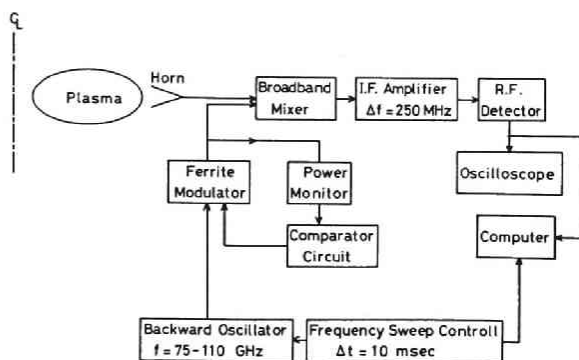 Plasma
Horn
Broadband
Mixer
I.F. Amplifier
Δf = 250 MHz
R.F.
Detector
Ferrite
Modulator
Power
Monitor
Oscilloscope
Comparator
Circuit
Computer
Backward Oscillator
f = 75-110 GHz
Frequency Sweep Controll
Δt = 10 msec